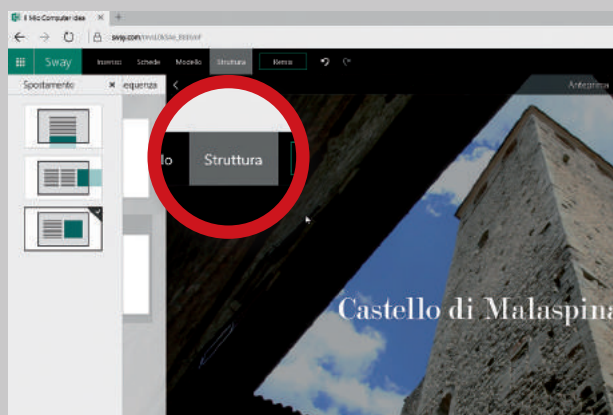 Il Mio Computer Idea
sway.com
Sway
Inserisci Schede Modello Struttura Remix
Spostamento
equenza
Anteprima
lo Struttura
Castello di Malaspina